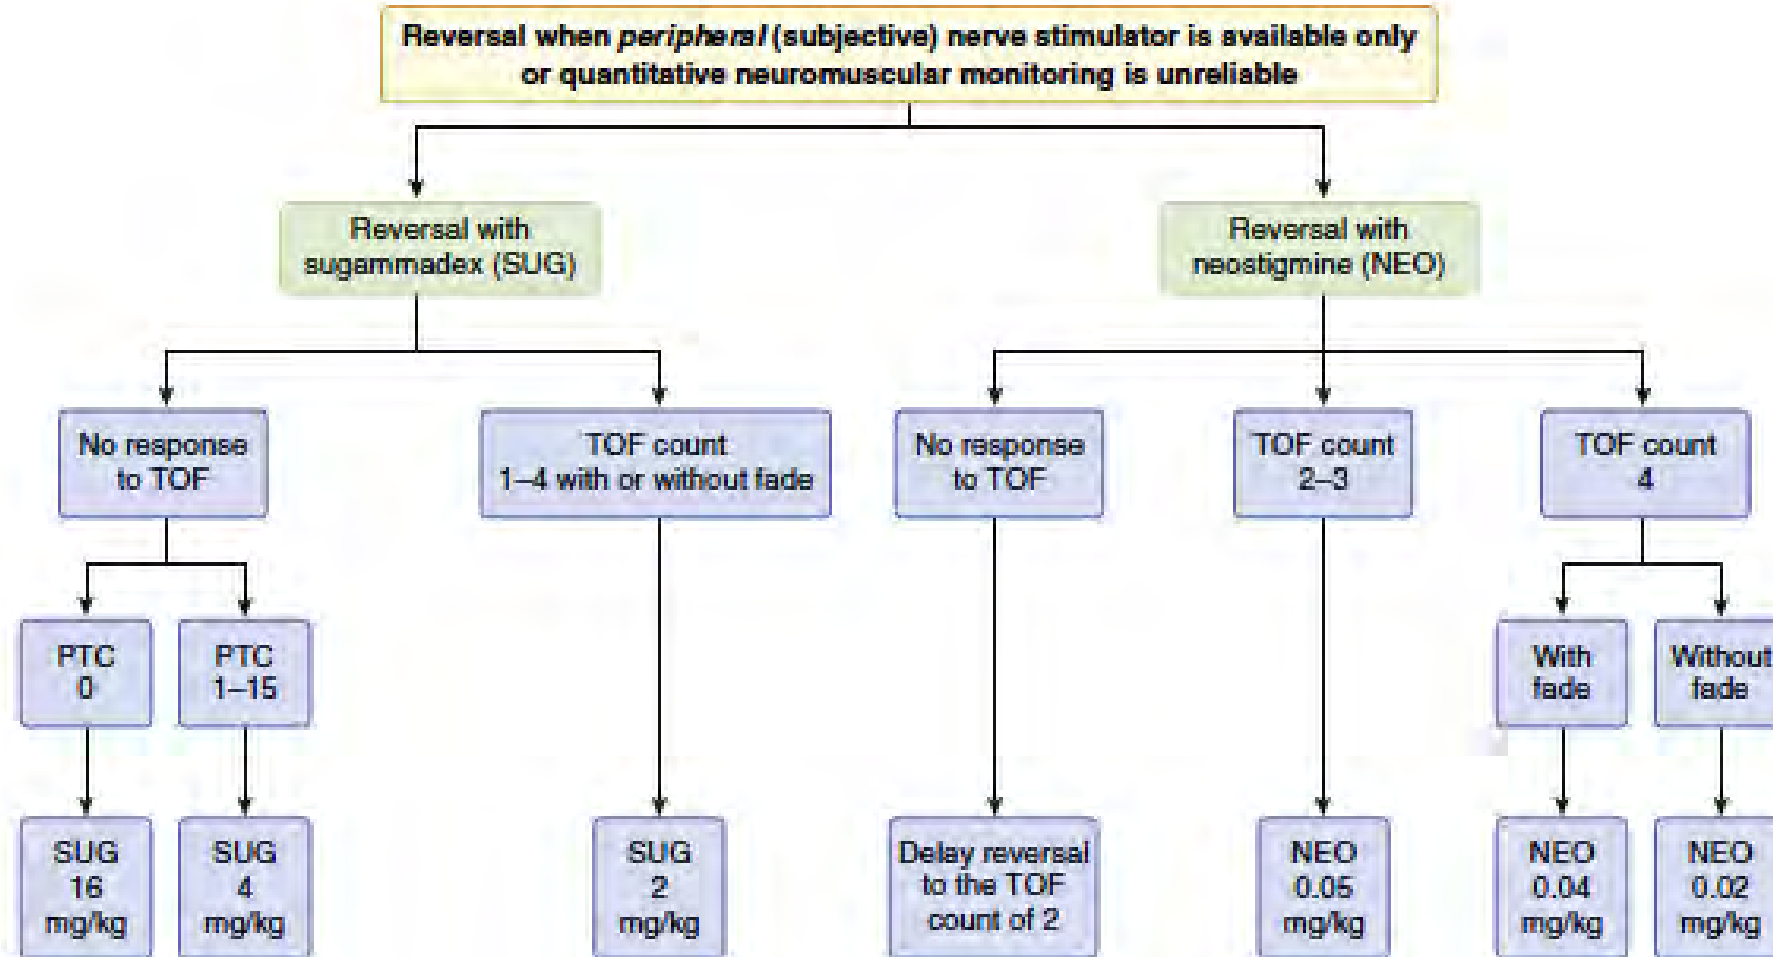 Reversal when peripheral (subjective) nerve stimulator is available only
or quantitative neuromuscular monitoring is unreliable
Reversal with
sugammadex (SUG)
Reversal with
neostigmine (NEO)
No response
to TOF
TOF count
1–4 with or without fade
No response
to TOF
TOF count
2–3
TOF count
4
PTC
0
PTC
1–15
With
fade
Without
fade
SUG
16
mg/kg
SUG
4
mg/kg
SUG
2
mg/kg
Delay reversal
to the TOF
count of 2
NEO
0.05
mg/kg
NEO
0.04
mg/kg
NEO
0.02
mg/kg